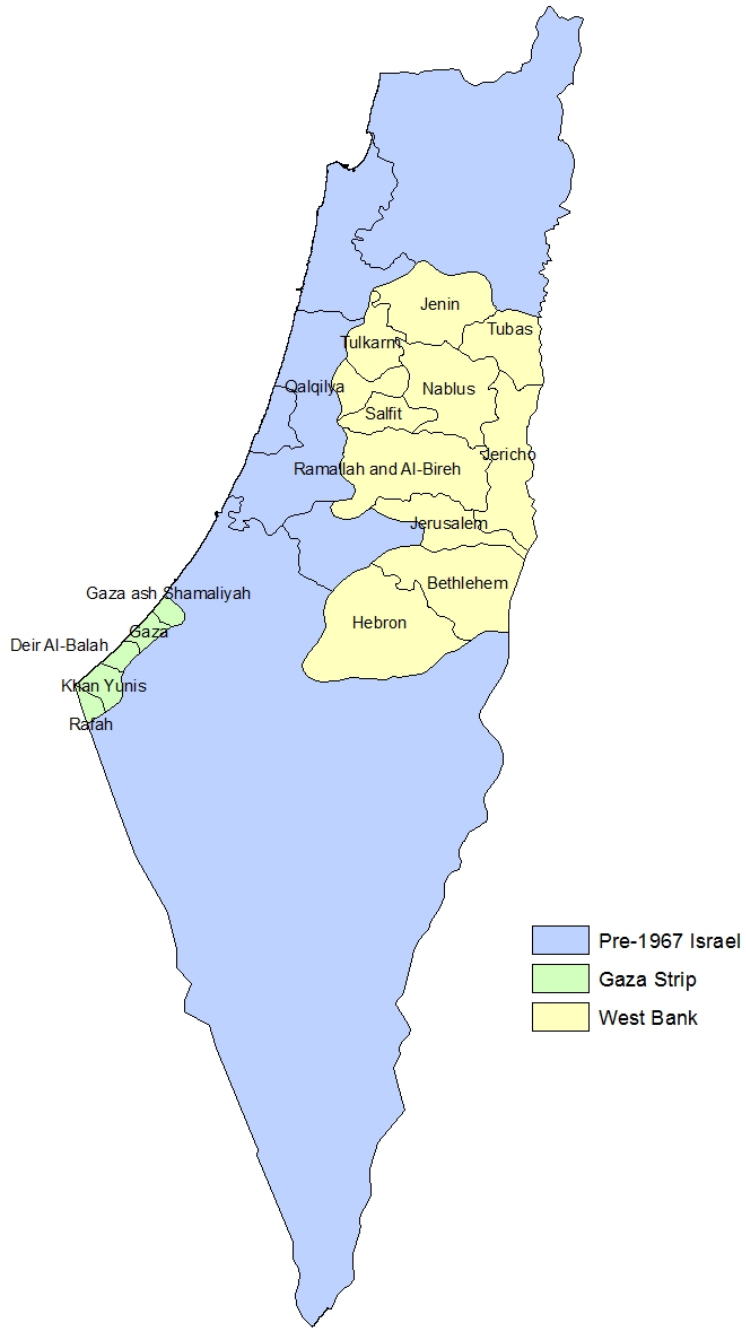 Jenin
Tubas
Tulkarm
Qalqilya
Nablus
Salfit
Jericho
Ramallah and Al-Bireh
Jerusalem
Bethlehem
Gaza ash Shamaliyah
Hebron
Gaza
Deir Al-Balah
Khan Yunis
Rafah
Pre-1967 Israel
Gaza Strip
West Bank